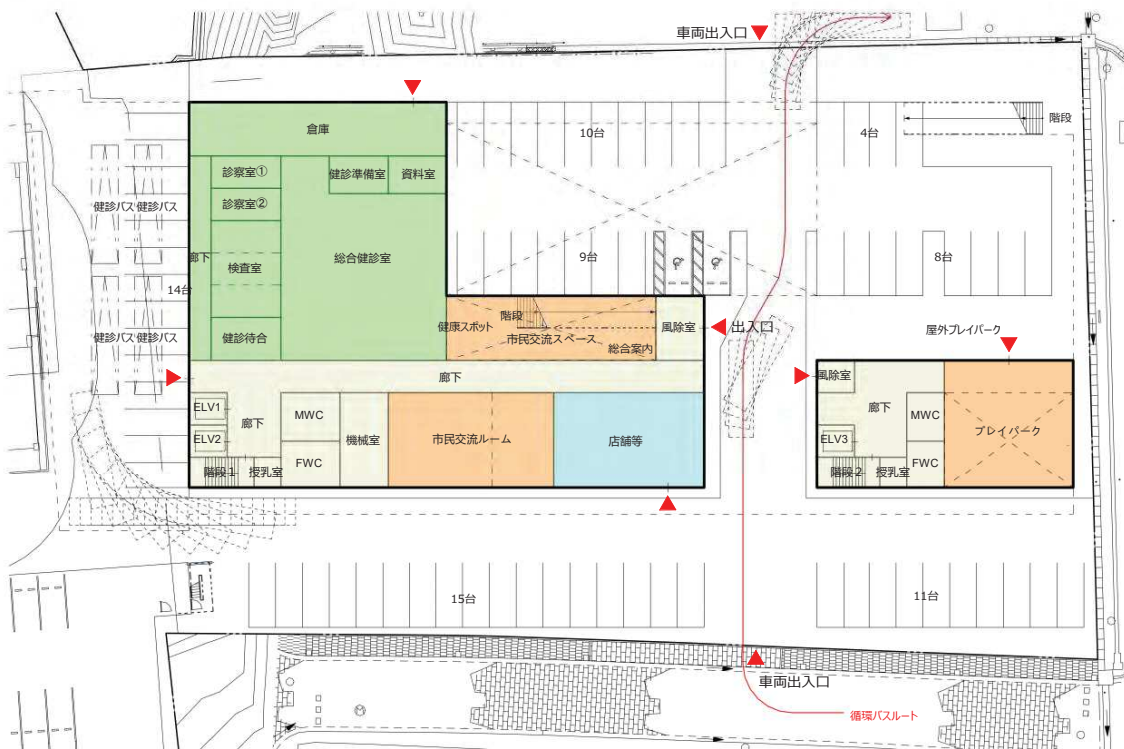 車両出入口
階段
10台
4台
倉庫
診察室①
健診準備室
資料室
診察室②
健診バス
健診バス
廊下
検査室
総合健診室
9台
8台
14台
健診待合
健診バス
健診バス
階段
健康スポット
市民交流スペース
総合案内
風除室
出入口
屋外プレイパーク
廊下
風除室
ELV1
廊下
MWC
ELV2
FWC
機械室
市民交流ルーム
店舗等
階段1
授乳室
廊下
MWC
プレイパーク
ELV3
FWC
階段2
授乳室
15台
11台
車両出入口
循環バスルート
M